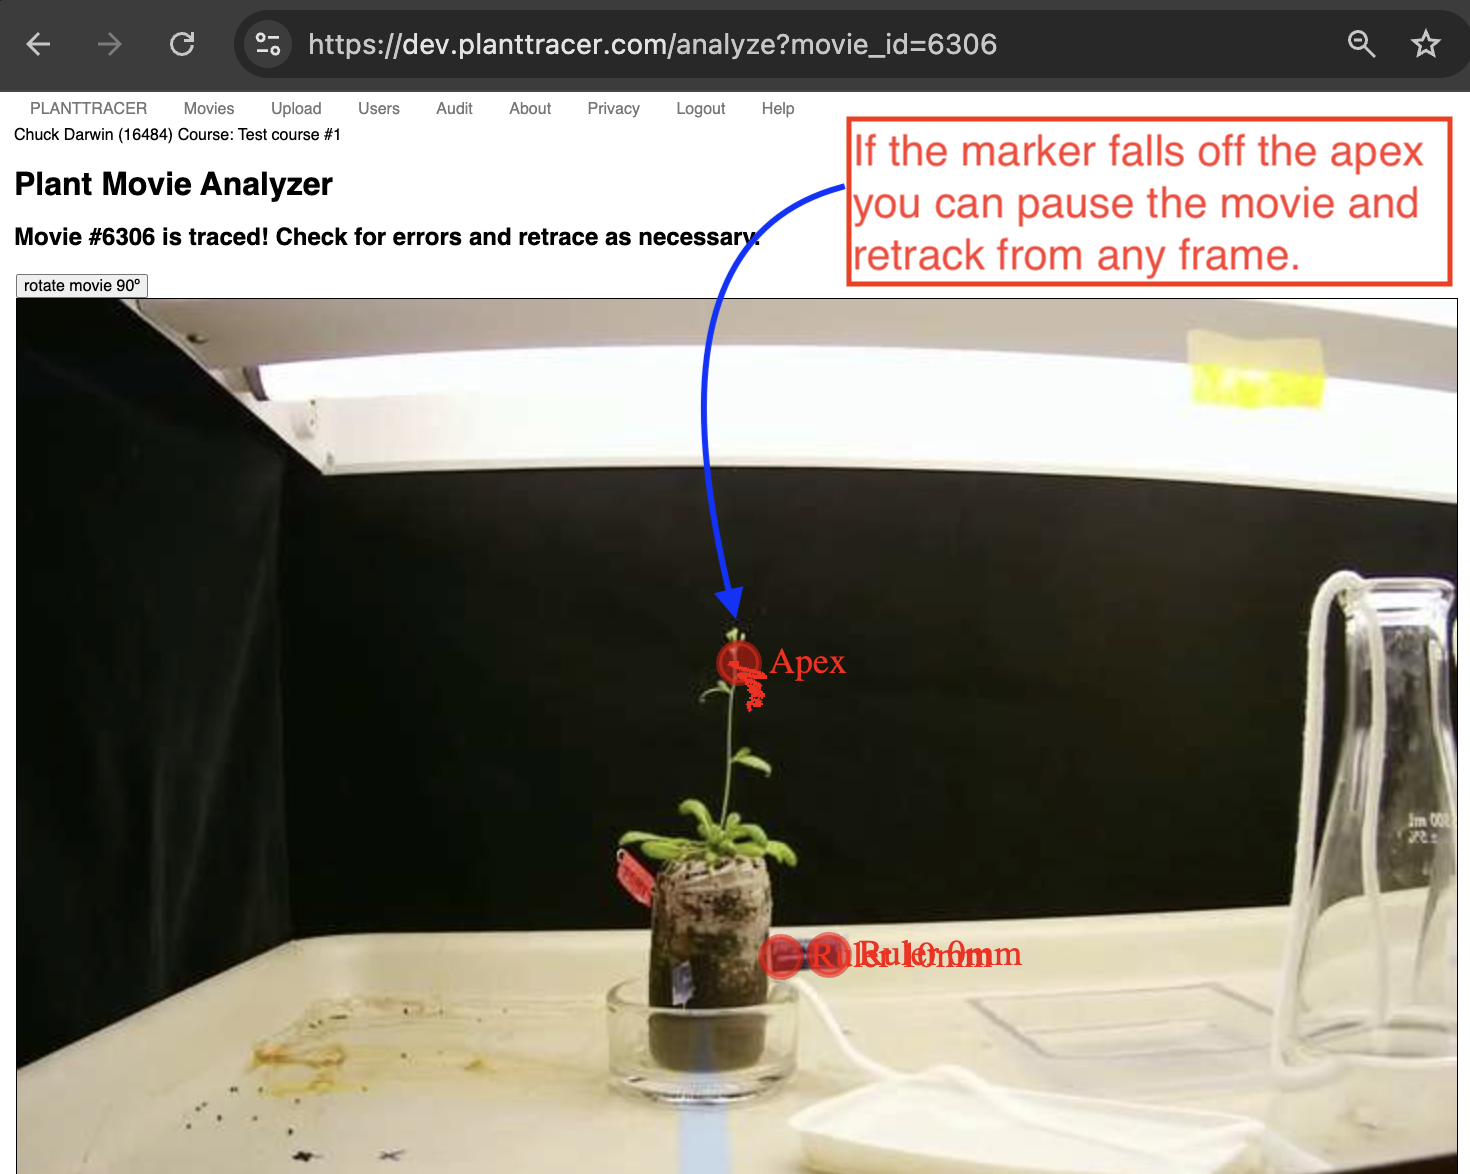 https://dev.planttracer.com/analyze?movie_id=6306
PLANTTRACER Movies Upload Users Audit About Privacy Logout Help
Chuck Darwin (16484) Course: Test course #1
If the marker falls off the apex
you can pause the movie and
retrack from any frame.
Plant Movie Analyzer
Movie #6306 is traced! Check for errors and retrace as necessary.
rotate movie 90º
Apex
Ruler 10mm
Ruler 0mm